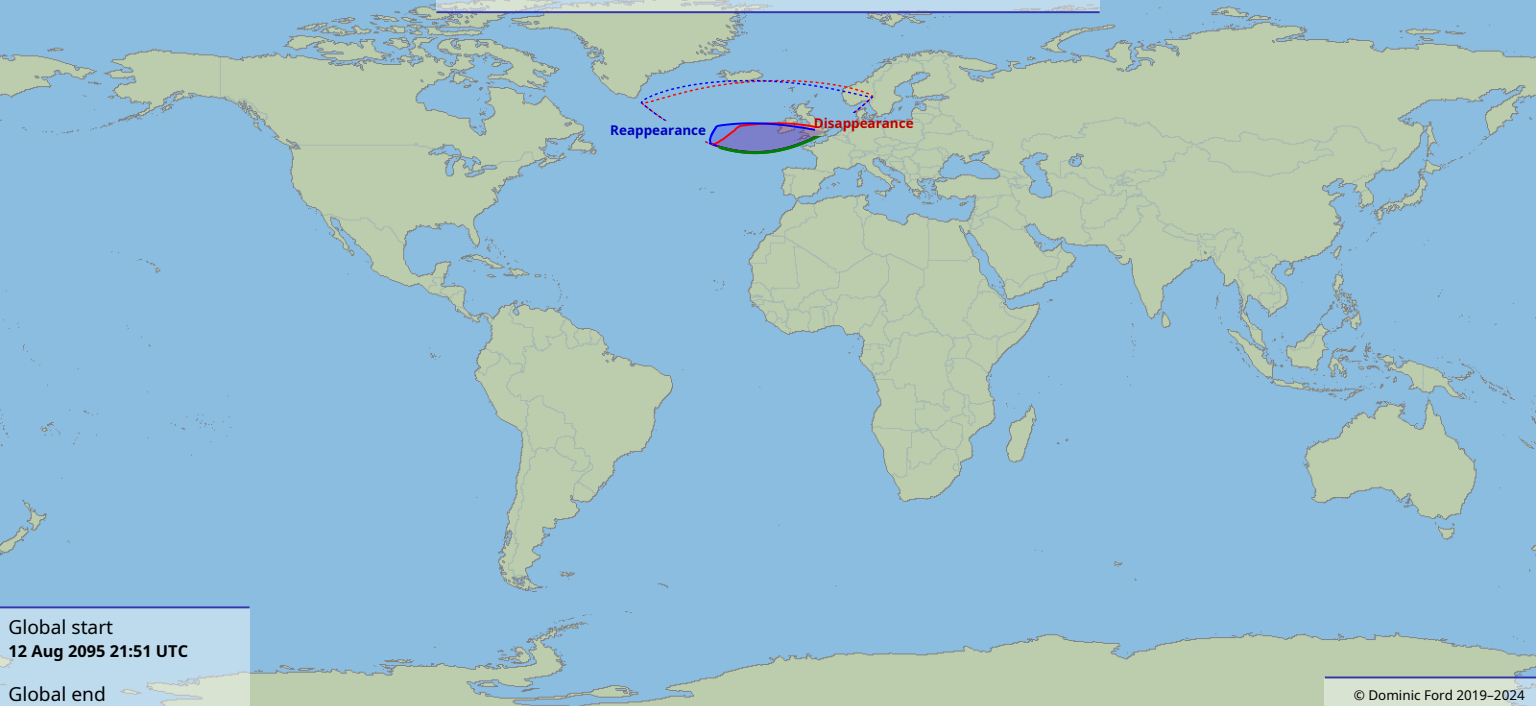 Disappearance
Reappearance
Global start
12 Aug 2095 21:51 UTC
Global end
© Dominic Ford 2019–2024